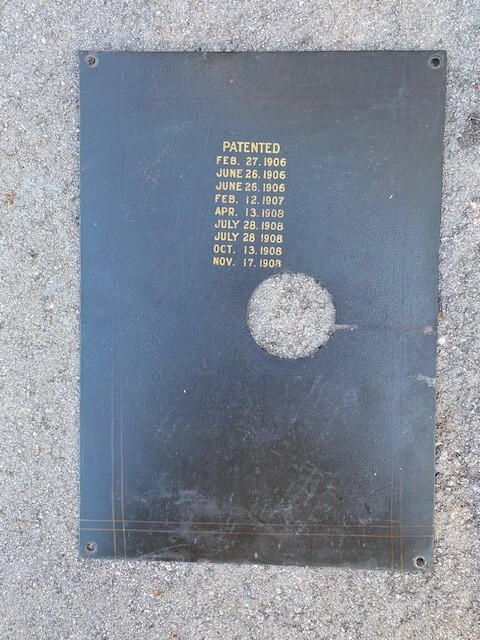 PATENTED
FEB. 27. 1906
JUNE 26. 1906
JUNE 26. 1906
FEB. 12. 1907
APR. 13. 1908
JULY 28. 1908
JULY 28 1908
OCT. 13. 1908
NOV. 17. 1908